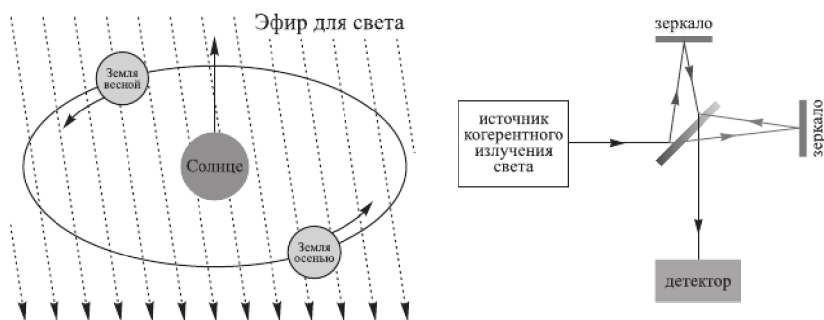 Эфир для света
Земля
весной
Солнце
Земля
осенью
зеркало
источник
когерентного
излучения
света
зеркало
детектор